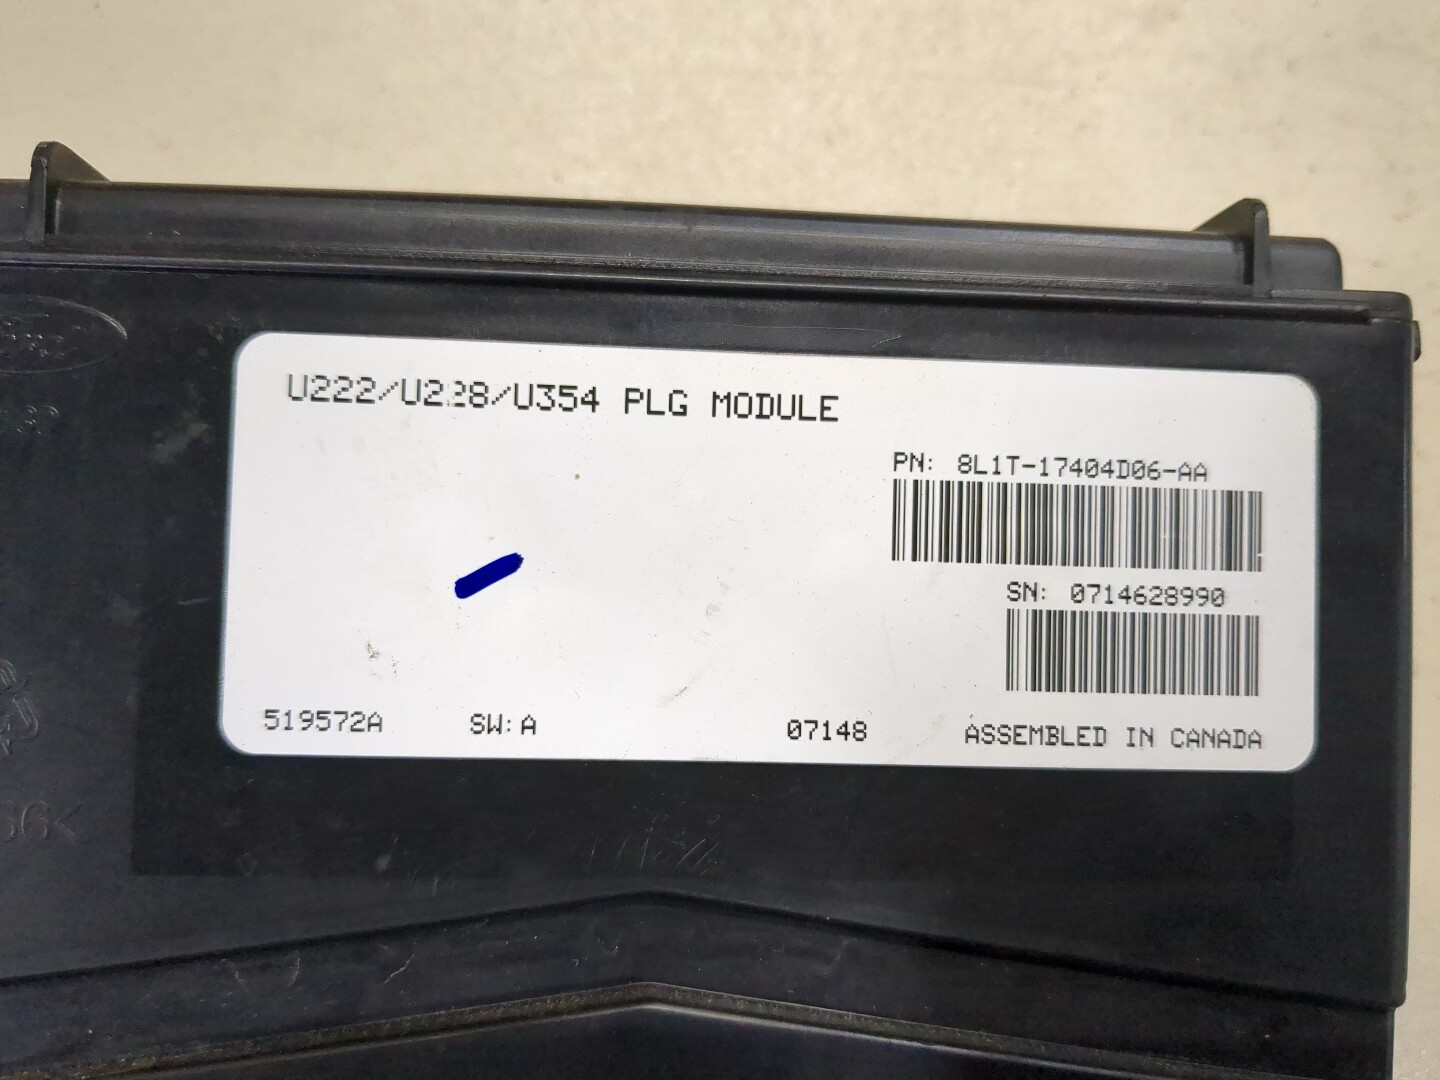 U222/U228/U354 PLG MODULE
PN: 8L1T-17404D06-AA
SN: 0714628990
519572A SW: A 07148 ASSEMBLED IN CANADA